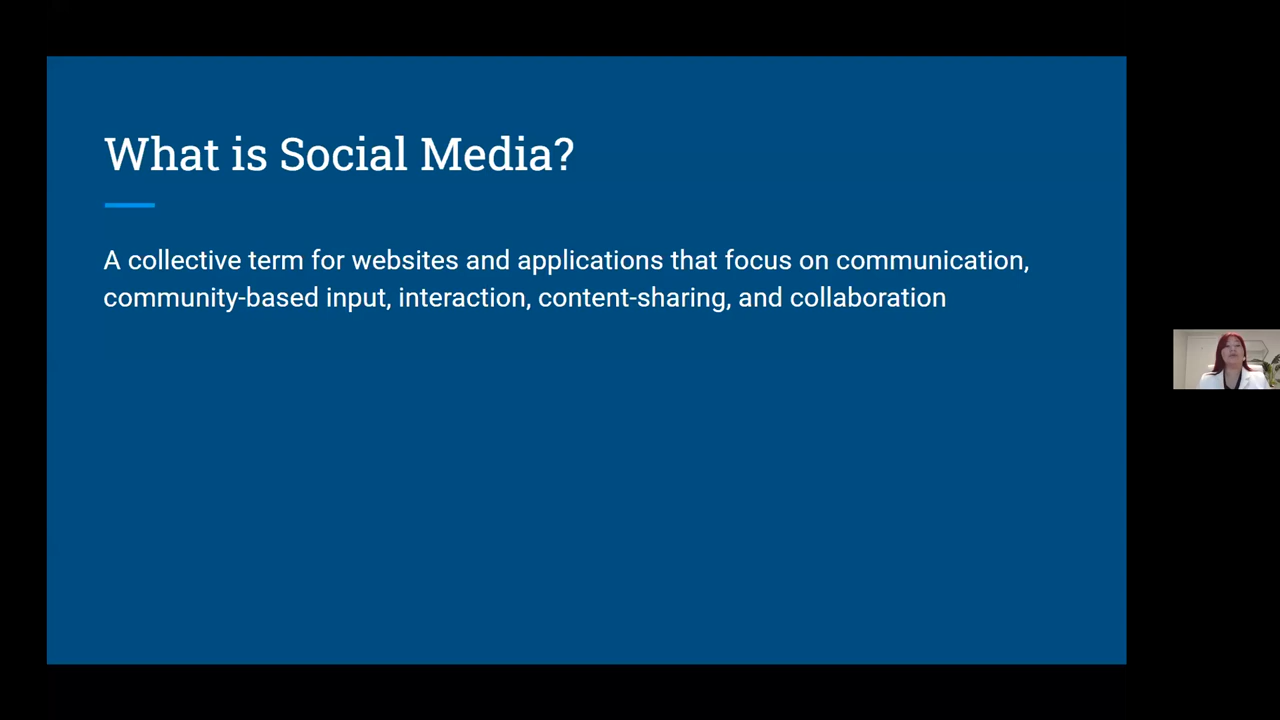 What is Social Media?
A collective term for websites and applications that focus on communication,
community-based input, interaction, content-sharing, and collaboration